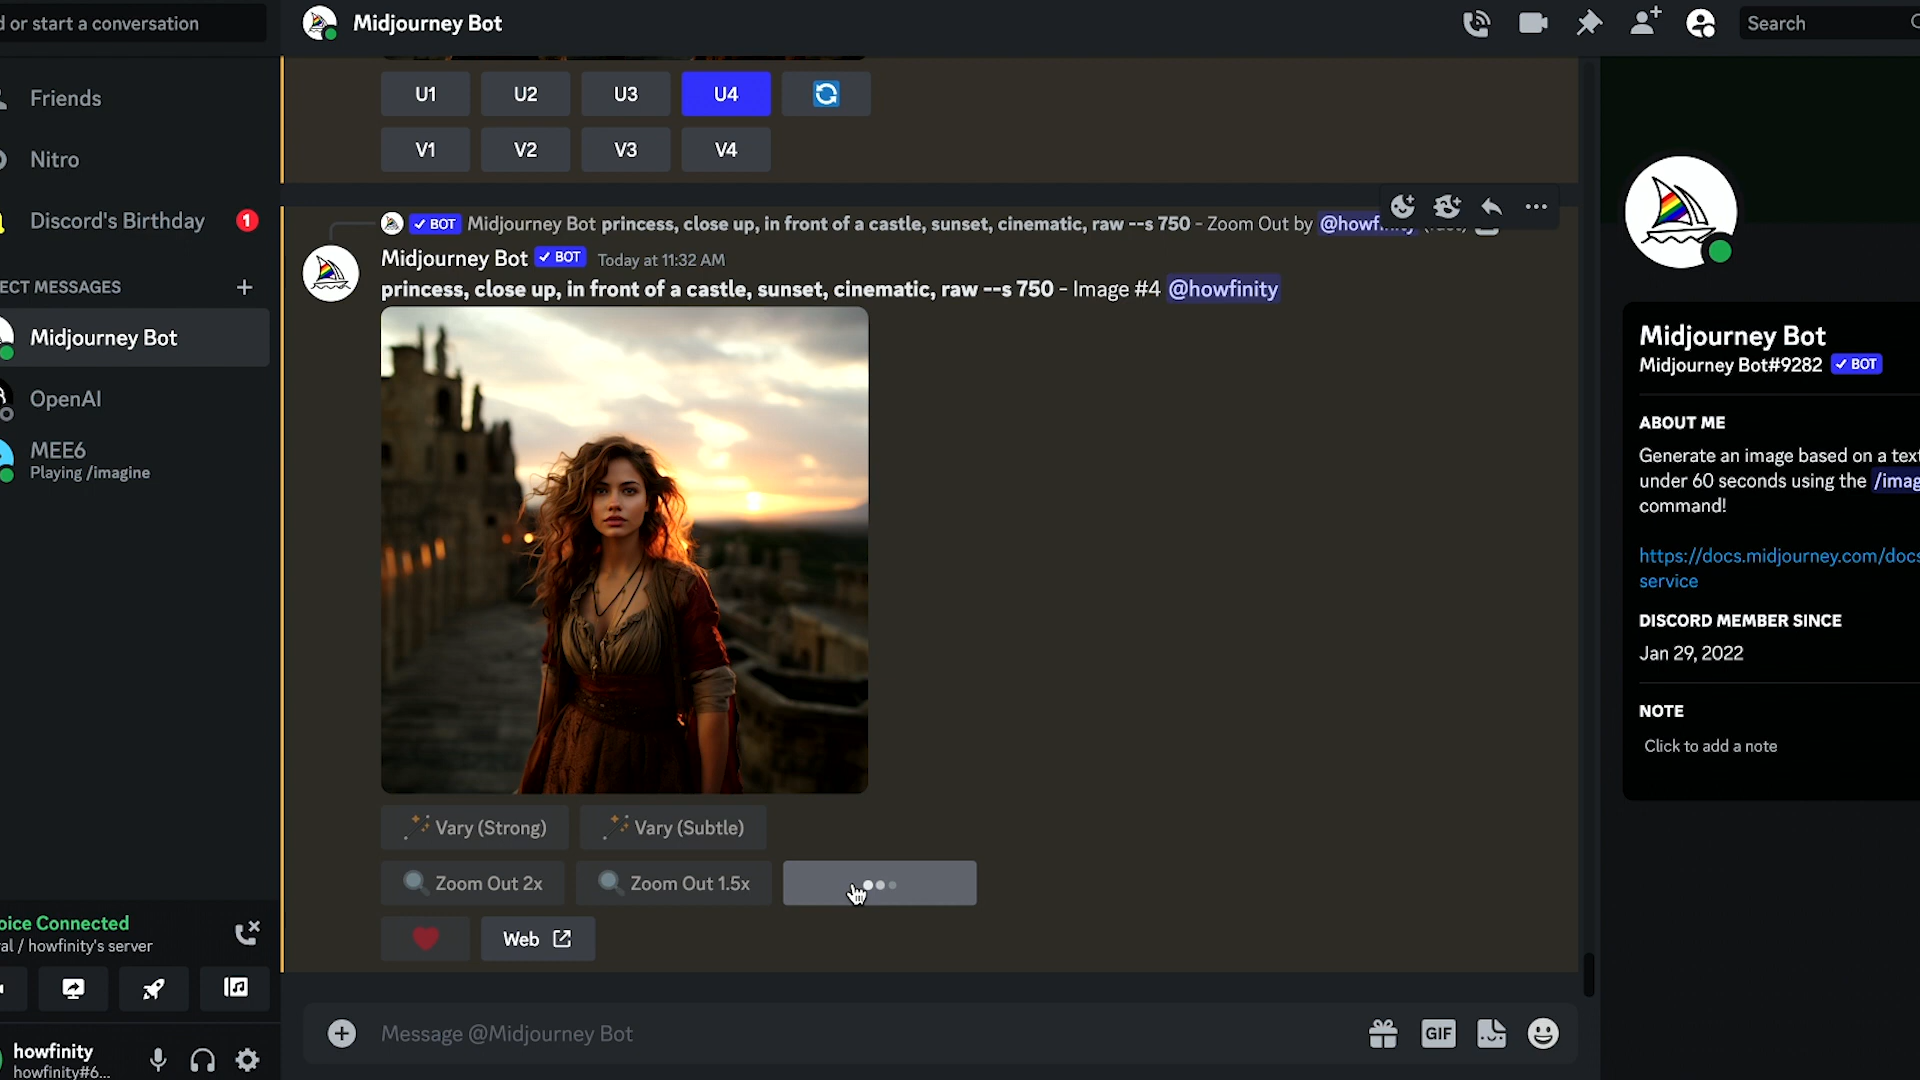 d or start a conversation
Midjourney Bot
Search
Friends
Nitro
Discord's Birthday
1
ECT MESSAGES
Midjourney Bot
OpenAI
MEE6
Playing /imagine
oice Connected
al / howfinity's server
howfinity
howfinity#6...
U1 U2 U3 U4
V1 V2 V3 V4
BOT Midjourney Bot princess, close up, in front of a castle, sunset, cinematic, raw --s 750 - Zoom Out by @howf
Midjourney Bot BOT Today at 11:32 AM
princess, close up, in front of a castle, sunset, cinematic, raw --s 750 - Image #4 @howfinity
Vary (Strong) Vary (Subtle)
Zoom Out 2x Zoom Out 1.5x
Web
Message @Midjourney Bot
GIF
Midjourney Bot
Midjourney Bot#9282 BOT
ABOUT ME
Generate an image based on a text
under 60 seconds using the /imag
command!
https://docs.midjourney.com/docs
service
DISCORD MEMBER SINCE
Jan 29, 2022
NOTE
Click to add a note